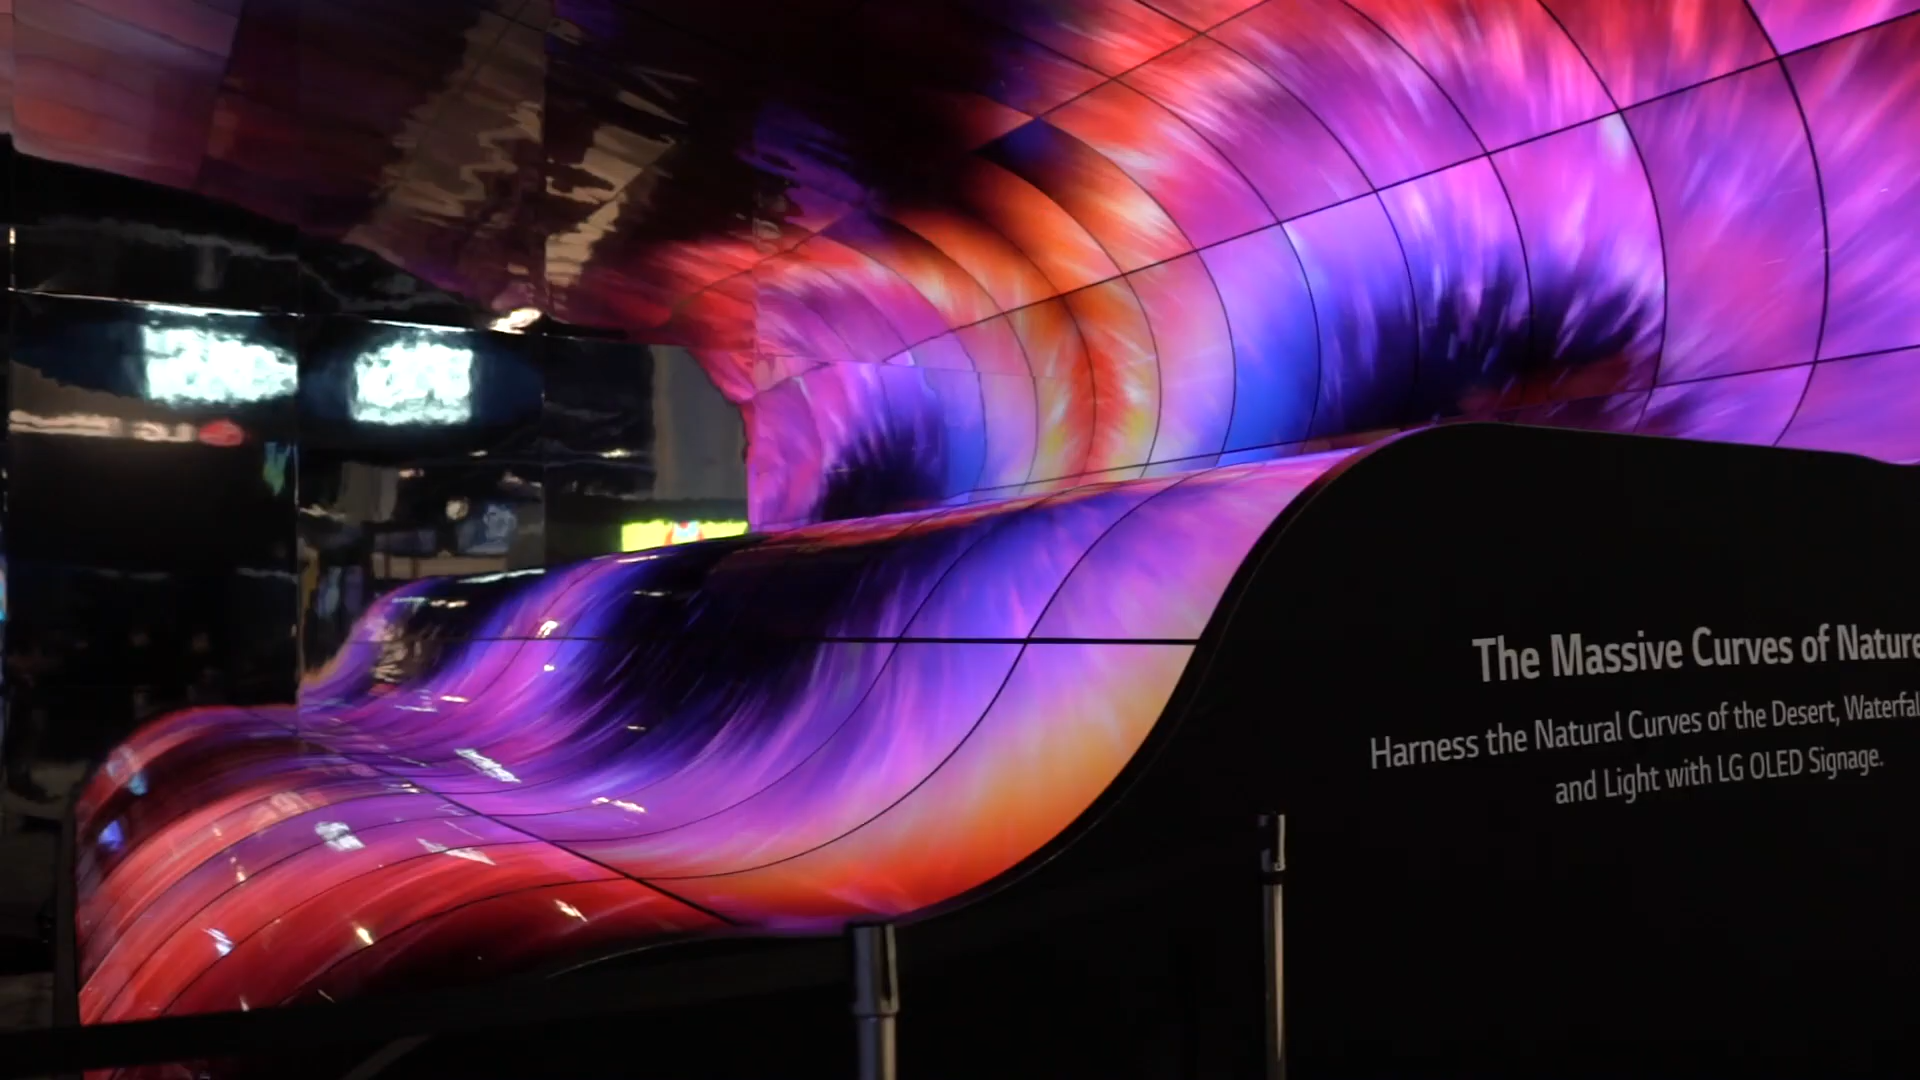 The Massive Curves of Nature
Harness the Natural Curves of the Desert, Waterfal
and Light with LG OLED Signage.